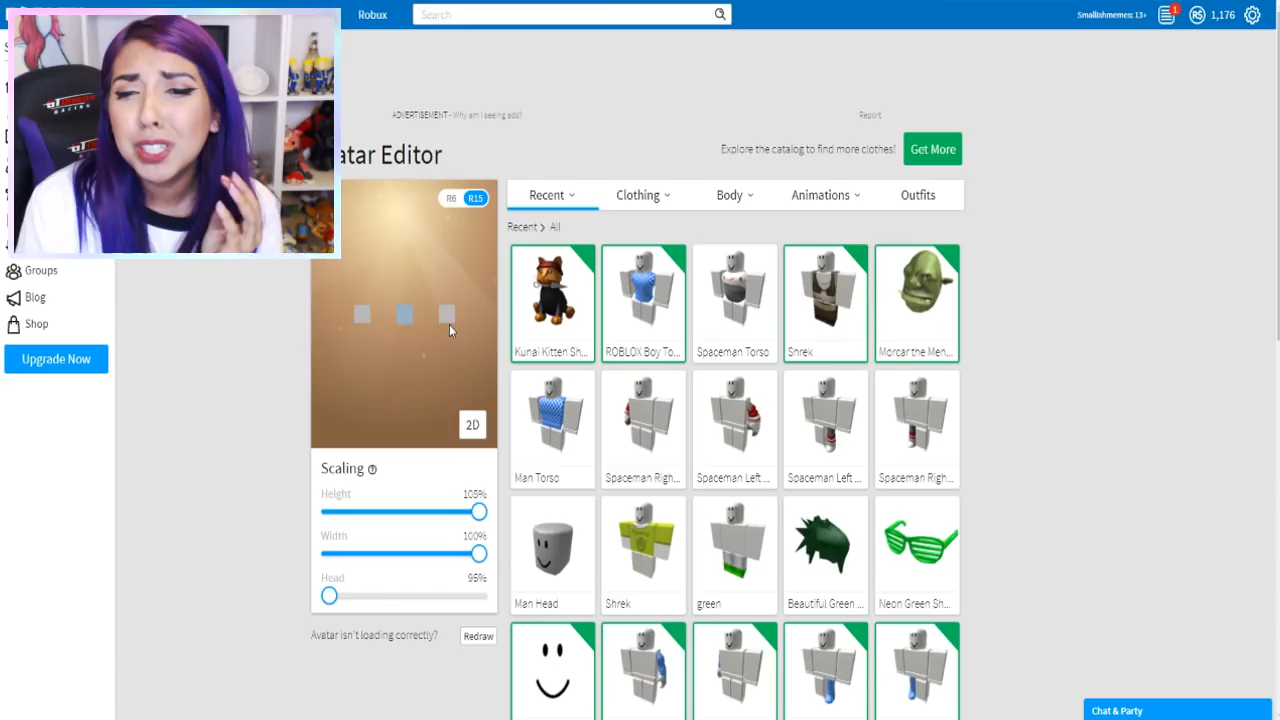 Robux
Search
Smallishmemes: 13+
1
R$
1,176
ADVERTISEMENT - Why am I seeing ads?
Report
atar Editor
Explore the catalog to find more clothes!
Get More
R6
R15
Recent
Clothing
Body
Animations
Outfits
Recent > All
Groups
Blog
Shop
Upgrade Now
Kunai Kitten Sh...
ROBLOX Boy To...
Spaceman Torso
Shrek
Morcar the Men...
2D
Man Torso
Spaceman Righ...
Spaceman Left ...
Spaceman Left ...
Spaceman Righ...
Scaling
Height
105%
Width
100%
Head
95%
Man Head
Shrek
green
Beautiful Green ...
Neon Green Sh...
Avatar isn't loading correctly?
Redraw
Chat & Party